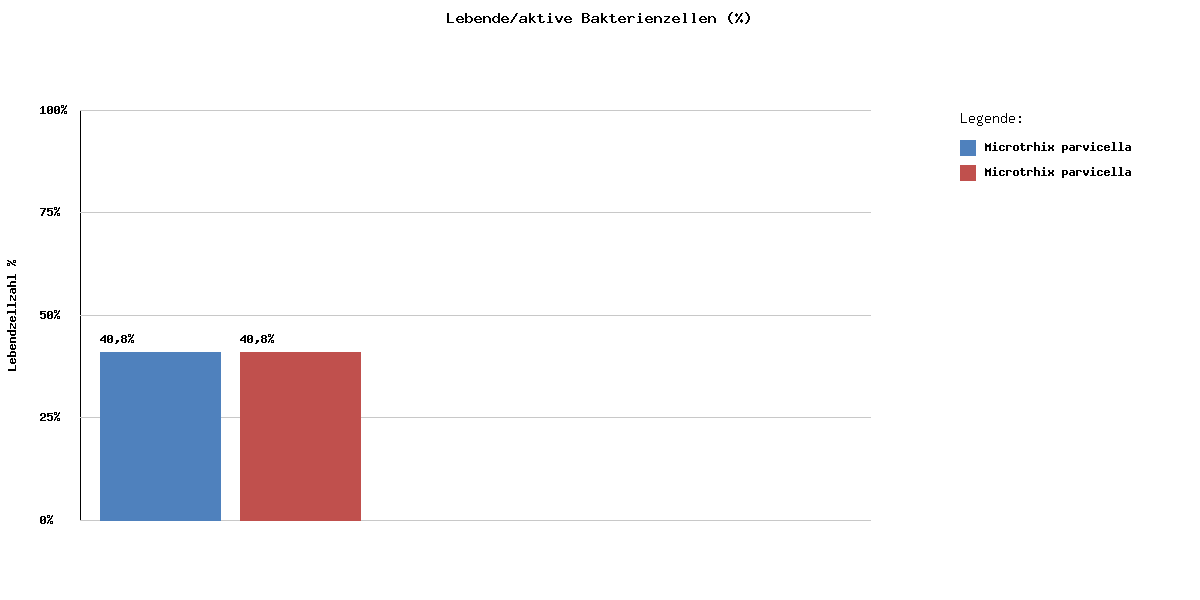 Lebende/aktive Bakterienzellen (%)
Lebendzellzahl %
100%
75%
50%
25%
0%
40,8%
40,8%
Legende:
Microtrhix parvicella
Microtrhix parvicella